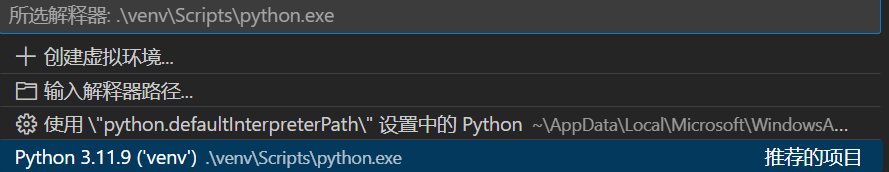 所选解释器: .\venv\Scripts\python.exe
创建虚拟环境...
输入解释器路径...
使用 \"python.defaultInterpreterPath\" 设置中的 Python ~\AppData\Local\Microsoft\WindowsA...
Python 3.11.9 ('venv') .\venv\Scripts\python.exe 推荐的项目